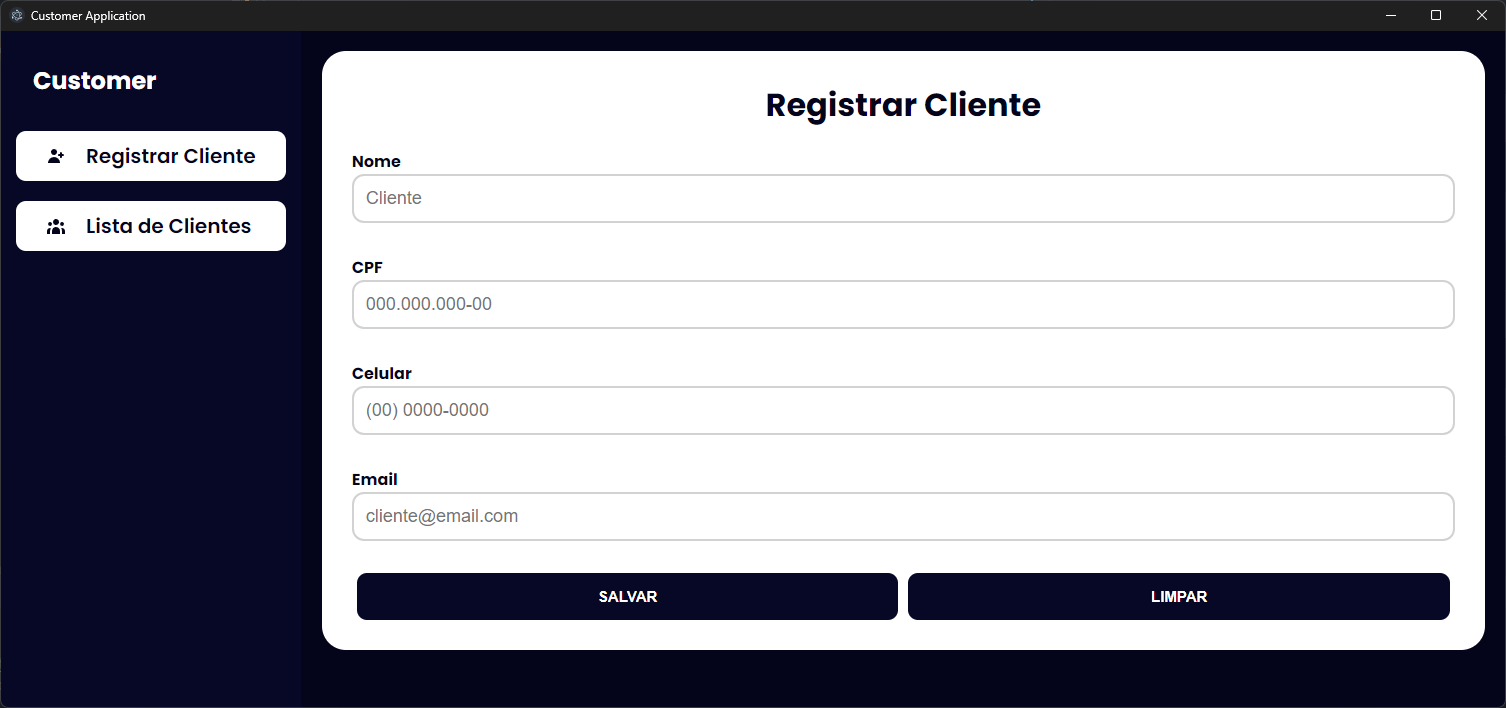 Customer Application
Customer
Registrar Cliente
Lista de Clientes
Registrar Cliente
Nome
Cliente
CPF
000.000.000-00
Celular
(00) 0000-0000
Email
cliente@email.com
SALVAR
LIMPAR